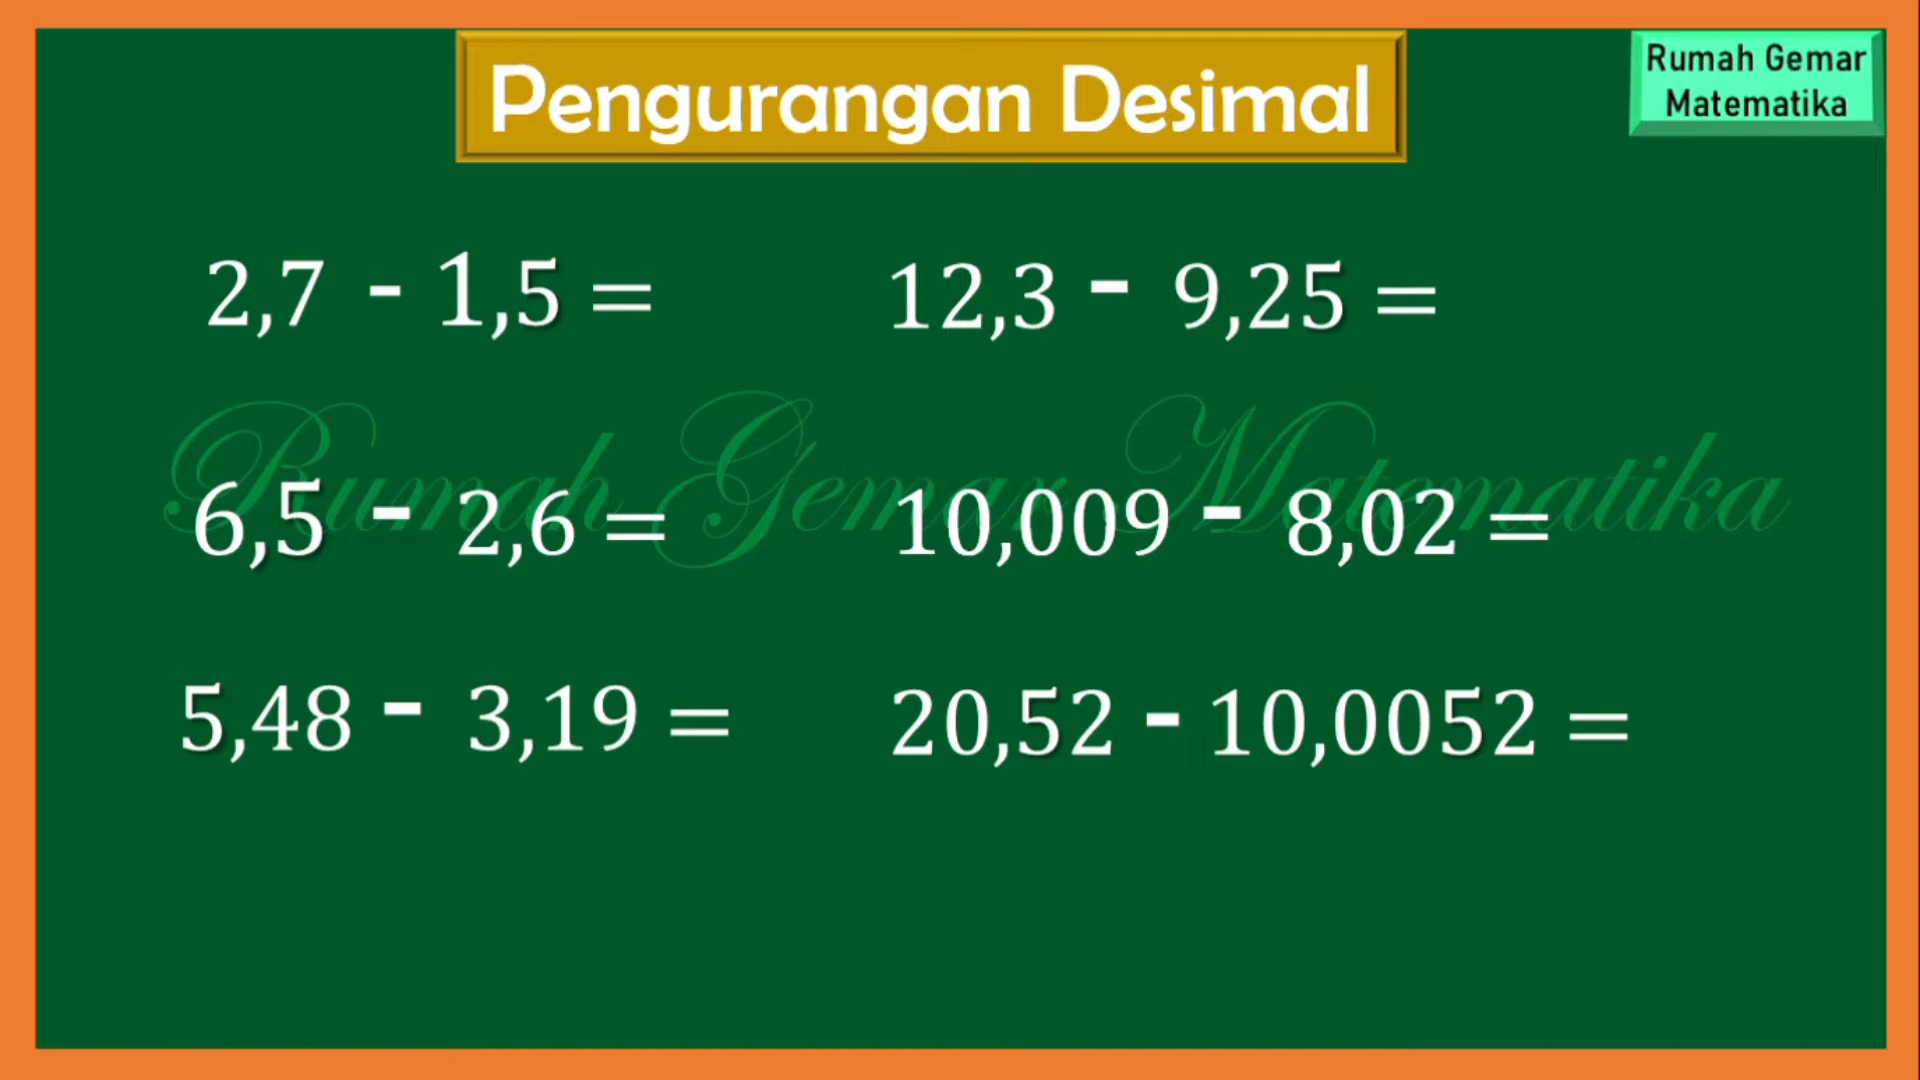 Pengurangan Desimal
Rumah Gemar
Matematika
2,7 - 1,5 =
12,3 - 9,25 =
Rumah Gemar Matematika
6,5 - 2,6 =
10,009 - 8,02 =
5,48 - 3,19 =
20,52 - 10,0052 =